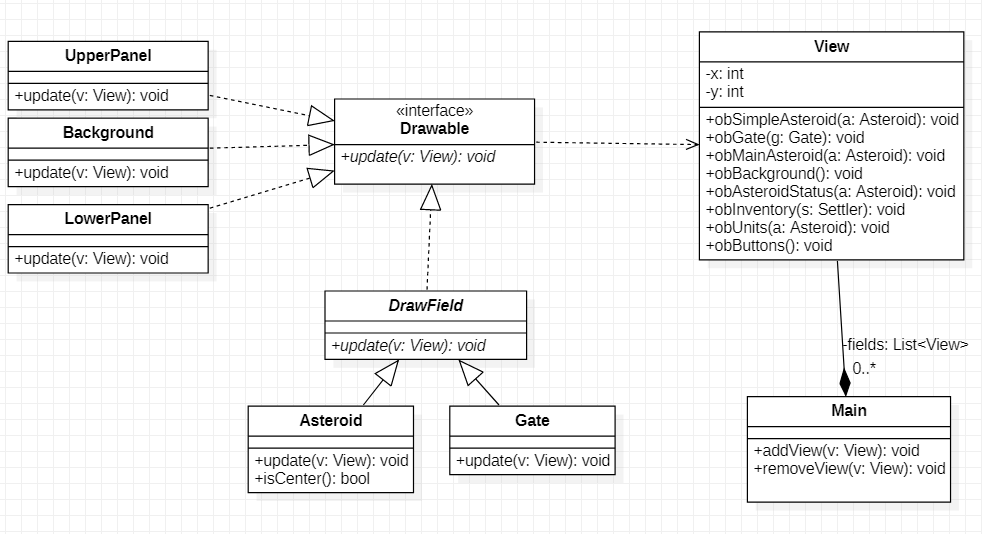 UpperPanel
+update(v: View): void
Background
+update(v: View): void
LowerPanel
+update(v: View): void
«interface»
Drawable
+update(v: View): void
DrawField
+update(v: View): void
Asteroid
+update(v: View): void
+isCenter(): bool
Gate
+update(v: View): void
View
-x: int
-y: int
+obSimpleAsteroid(a: Asteroid): void
+obGate(g: Gate): void
+obMainAsteroid(a: Asteroid): void
+obBackground(): void
+obAsteroidStatus(a: Asteroid): void
+obInventory(s: Settler): void
+obUnits(a: Asteroid): void
+obButtons(): void
-fields: List<View>
0..*
Main
+addView(v: View): void
+removeView(v: View): void